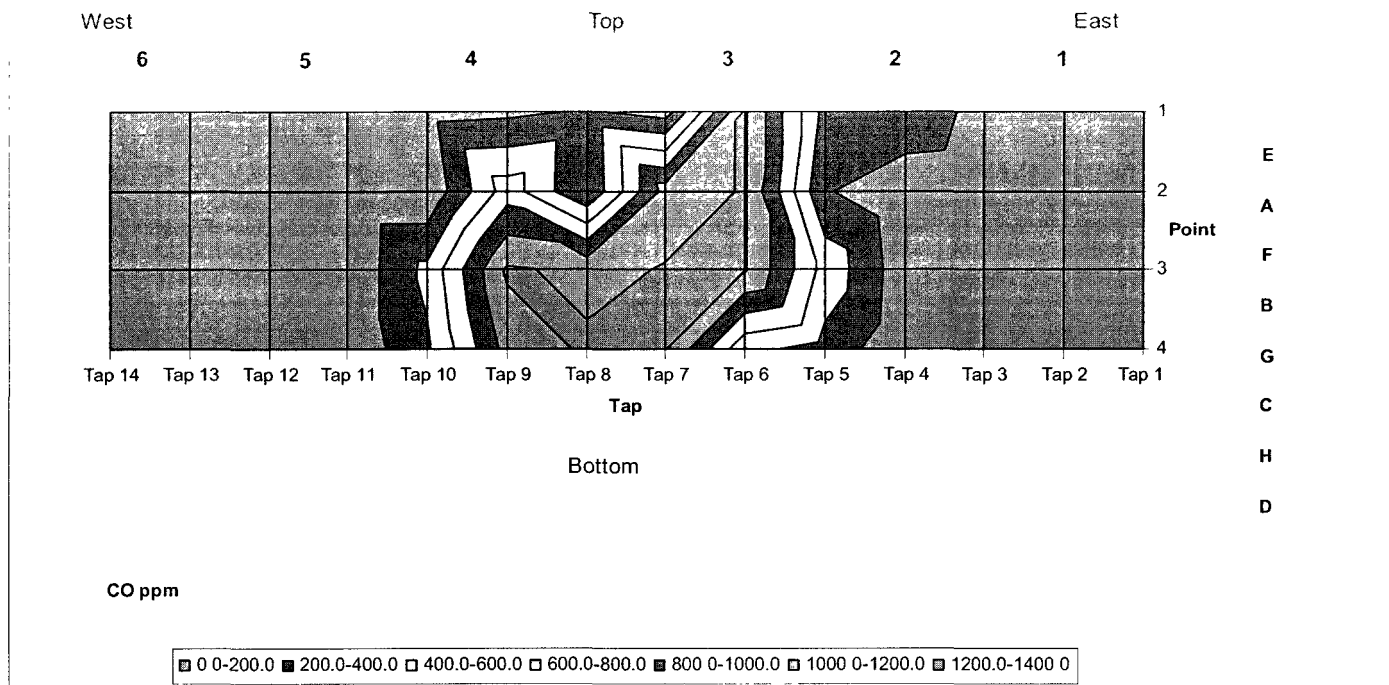 West Top East
6 5 4 3 2 1
1
E
2
A
Point
F
3
B
4
G
Tap 14 Tap 13 Tap 12 Tap 11 Tap 10 Tap 9 Tap 8 Tap 7 Tap 6 Tap 5 Tap 4 Tap 3 Tap 2 Tap 1
Tap
C
Bottom
H
D
CO ppm
0 0-200.0 200.0-400.0 400.0-600.0 600.0-800.0 800 0-1000.0 1000 0-1200.0 1200.0-1400 0